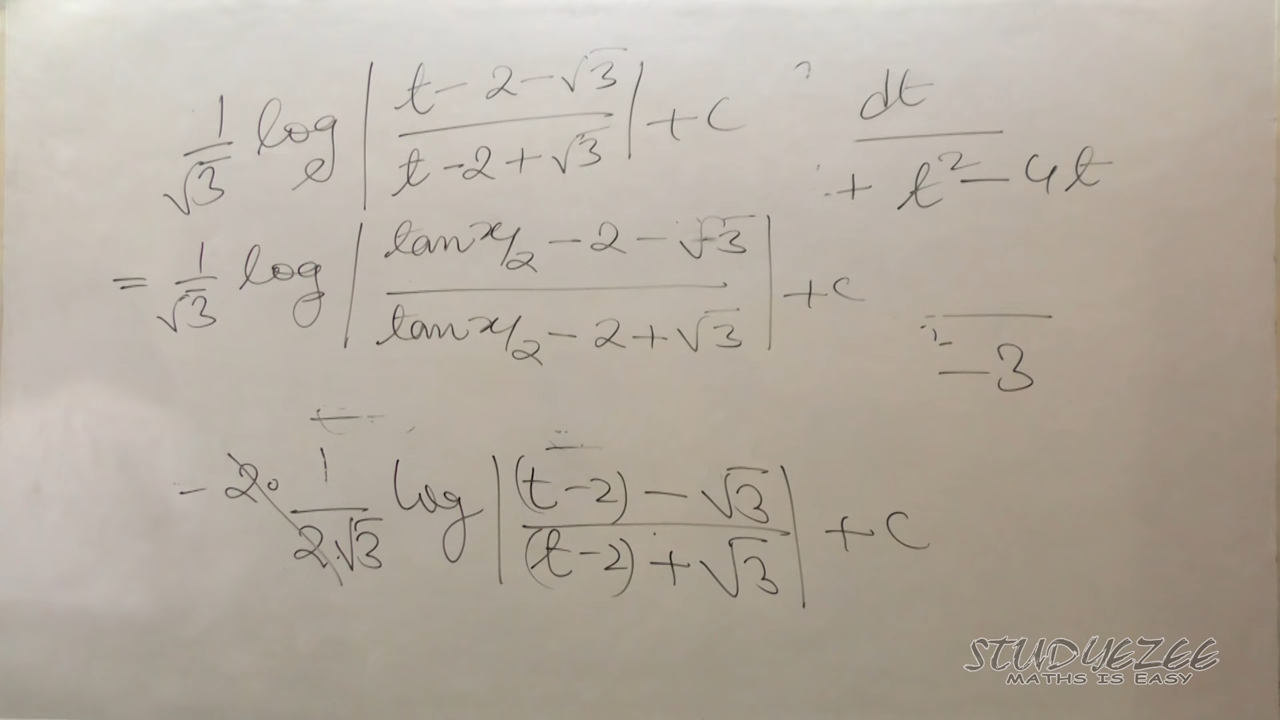 1/√3 logₑ | (t - 2 - √3) / (t - 2 + √3) | + C    dt / (+ t² - 4t)
= 1/√3 log | (tan x/2 - 2 - √3) / (tan x/2 - 2 + √3) | + C
- 3
- 2. 1/(2.√3) log | ((t - 2) - √3) / ((t - 2) + √3) | + C
STUDYEZEE
MATHS IS EASY